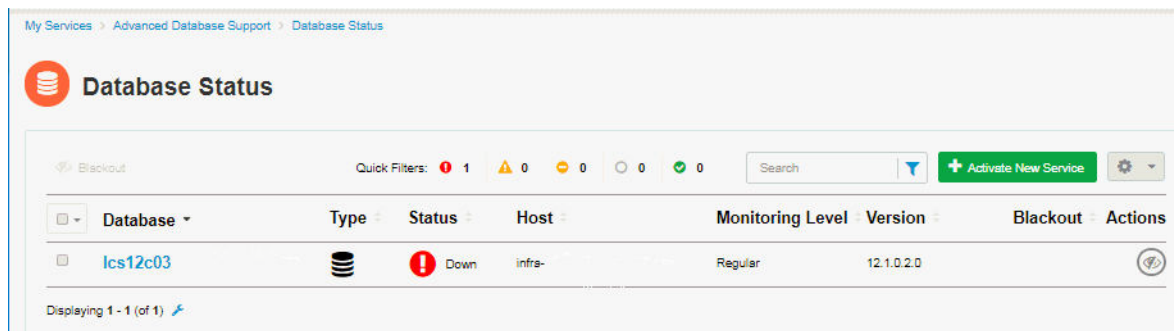 My Services > Advanced Database Support > Database Status
Database Status
Blackout Quick Filters: 1 0 0 0 0 Search Activate New Service
Database Type Status Host Monitoring Level Version Blackout Actions
lcs12c03 Down infra- Regular 12.1.0.2.0
Displaying 1 - 1 (of 1)